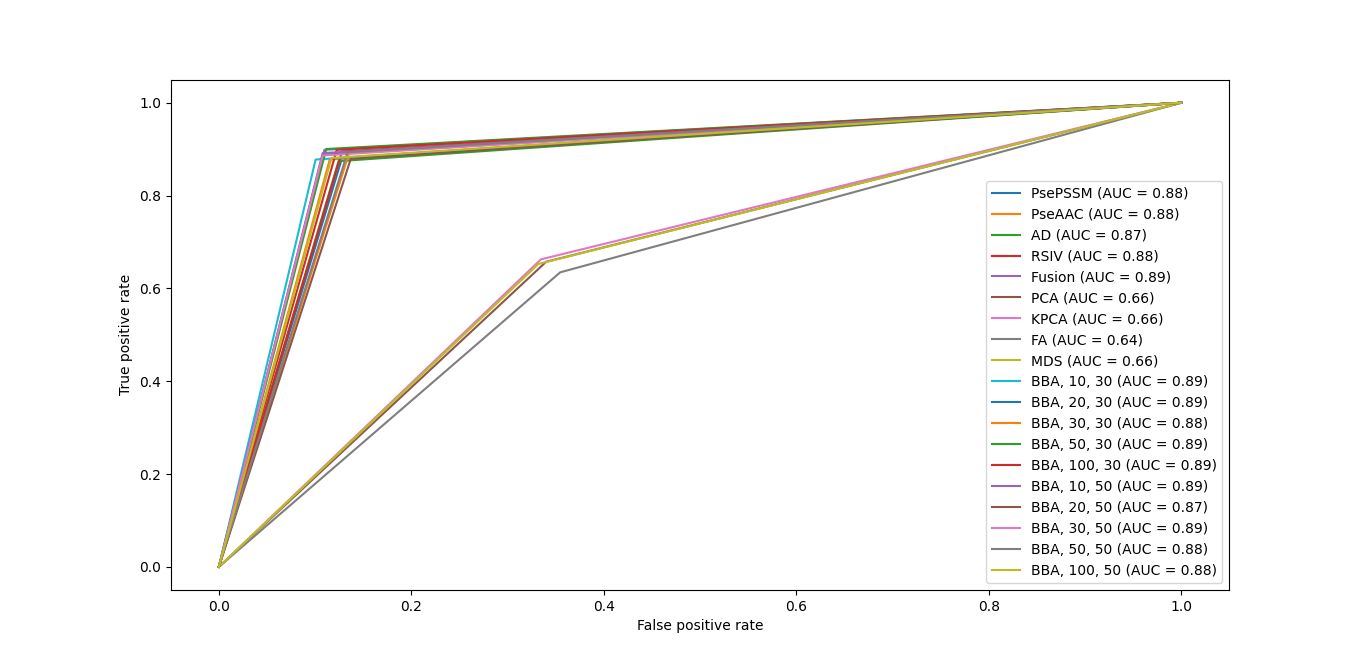 1.0
0.8
0.6
0.4
0.2
0.0
True positive rate
0.0 0.2 0.4 0.6 0.8 1.0
False positive rate
PsePSSM (AUC = 0.88)
PseAAC (AUC = 0.88)
AD (AUC = 0.87)
RSIV (AUC = 0.88)
Fusion (AUC = 0.89)
PCA (AUC = 0.66)
KPCA (AUC = 0.66)
FA (AUC = 0.64)
MDS (AUC = 0.66)
BBA, 10, 30 (AUC = 0.89)
BBA, 20, 30 (AUC = 0.89)
BBA, 30, 30 (AUC = 0.88)
BBA, 50, 30 (AUC = 0.89)
BBA, 100, 30 (AUC = 0.89)
BBA, 10, 50 (AUC = 0.89)
BBA, 20, 50 (AUC = 0.87)
BBA, 30, 50 (AUC = 0.89)
BBA, 50, 50 (AUC = 0.88)
BBA, 100, 50 (AUC = 0.88)